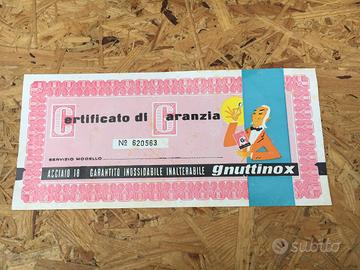 Certificato di Garanzia
Nº 620563
SERVIZIO MODELLO
ACCIAIO 18 GARANTITO INOSSIDABILE INALTERABILE gnuttinox
subito